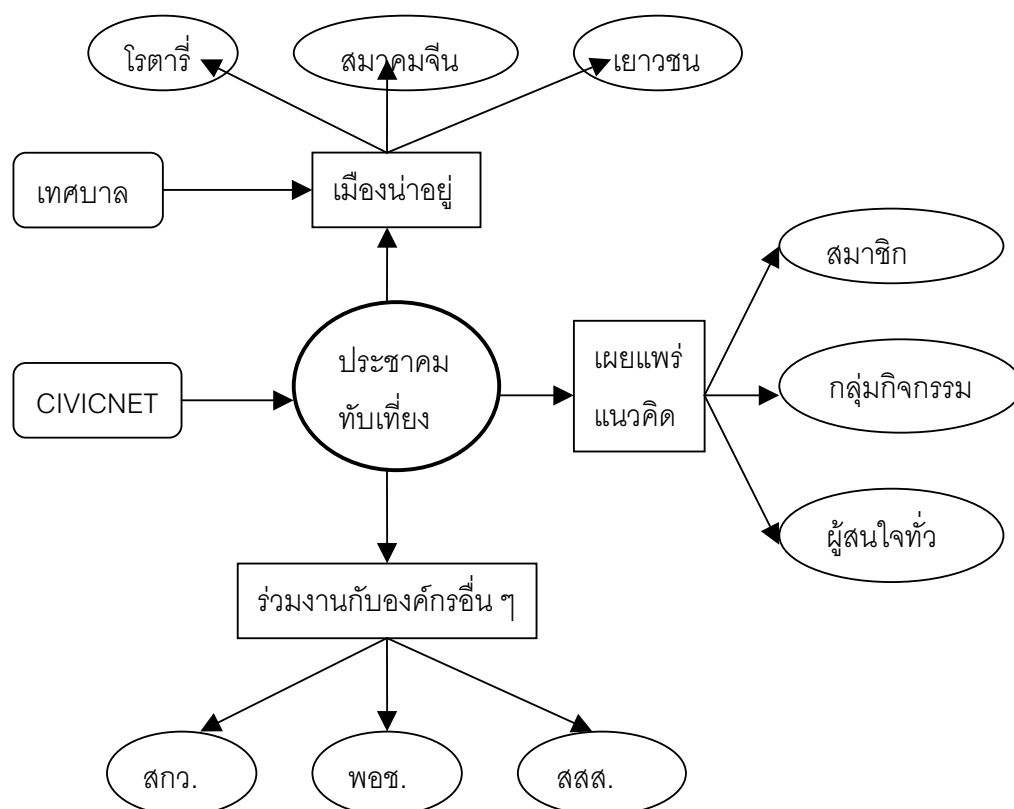 โรตารี่
สมาคมจีน
เยาวชน
เทศบาล
เมืองน่าอยู่
สมาชิก
CIVICNET
ประชาคม
ทับเที่ยง
เผยแพร่
แนวคิด
กลุ่มกิจกรรม
ผู้สนใจทั่ว
ร่วมงานกับองค์กรอื่น ๆ
สกว.
พอช.
สสส.